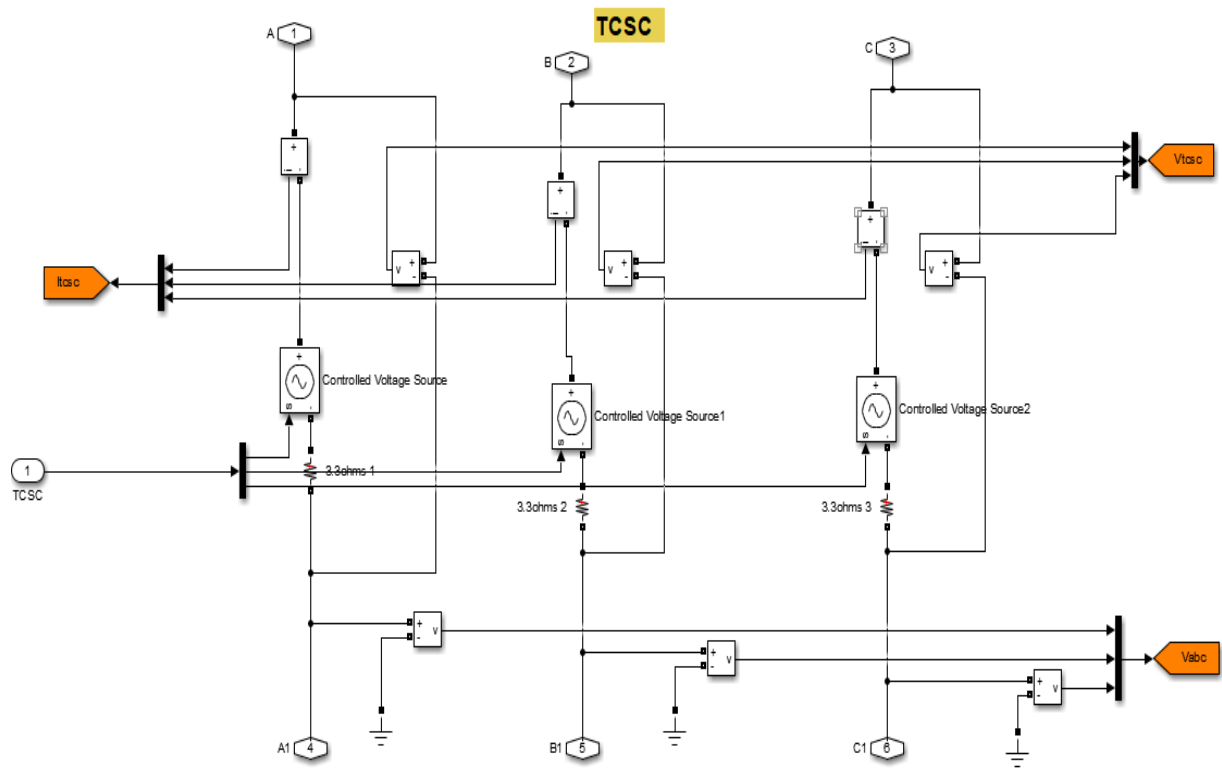 TCSC
A 1
B 2
C 3
+
i -
+
i -
+
i -
Vtcsc
v + -
v + -
v + -
Itcsc
+
s -
Controlled Voltage Source
+
s -
Controlled Voltage Source1
+
s -
Controlled Voltage Source2
1
TCSC
3.3ohms 1
3.3ohms 2
3.3ohms 3
+ - v
+ - v
+ - v
Vabc
A1 4
B1 5
C1 6